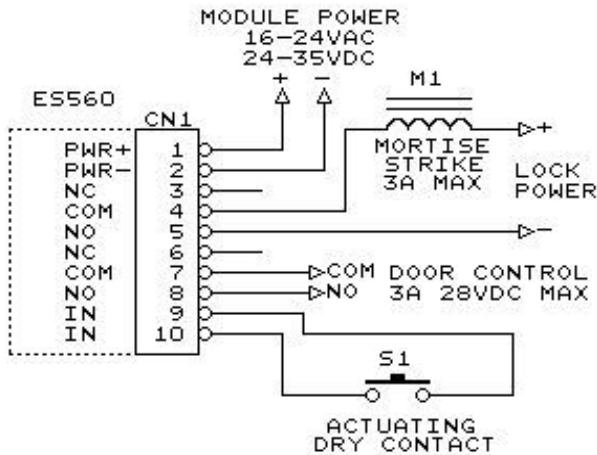 MODULE POWER
16-24VAC
24-35VDC
+ -
M1
ES560
CN1
PWR+ 1
PWR- 2
NC 3
COM 4
NO 5
NC 6
COM 7
NO 8
IN 9
IN 10
MORTISE
STRIKE
3A MAX
+
LOCK
POWER
-
COM DOOR CONTROL
NO 3A 28VDC MAX
S1
ACTUATING
DRY CONTACT